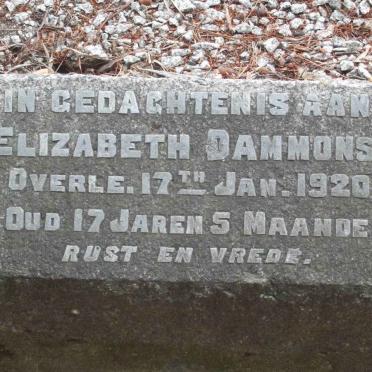 IN GEDACHTENIS AAN
ELIZABETH DAMMONS
OVERLE. 17TH JAN. 1920
OUD 17 JAREN 5 MAANDE
RUST EN VREDE.